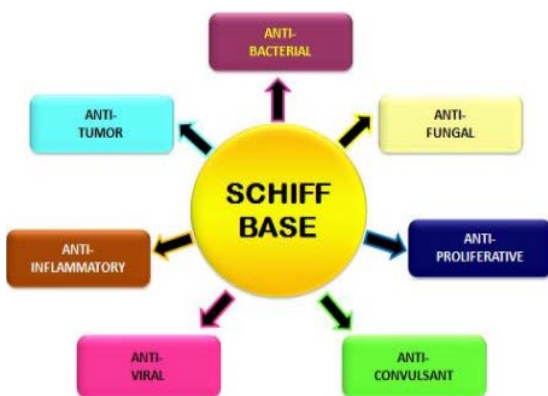 ANTI-
BACTERIAL
ANTI-
TUMOR
ANTI-
FUNGAL
SCHIFF
BASE
ANTI-
INFLAMMATORY
ANTI-
PROLIFERATIVE
ANTI-
VIRAL
ANTI-
CONVULSANT